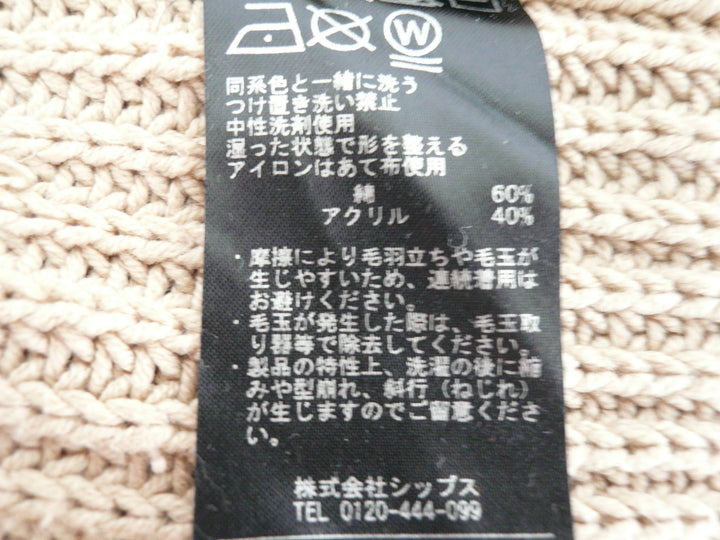 W
同系色と一緒に洗う
つけ置き洗い禁止
中性洗剤使用
湿った状態で形を整える
アイロンはあて布使用
綿 60%
アクリル 40%
・摩擦により毛羽立ちや毛玉が
生じやすいため、連続着用は
お避けください。
・毛玉が発生した際は、毛玉取
り器等で除去してください。
・製品の特性上、洗濯の後に縮
みや型崩れ、斜行(ねじれ)
が生じますのでご留意くださ
い。
株式会社シップス
TEL 0120-444-099